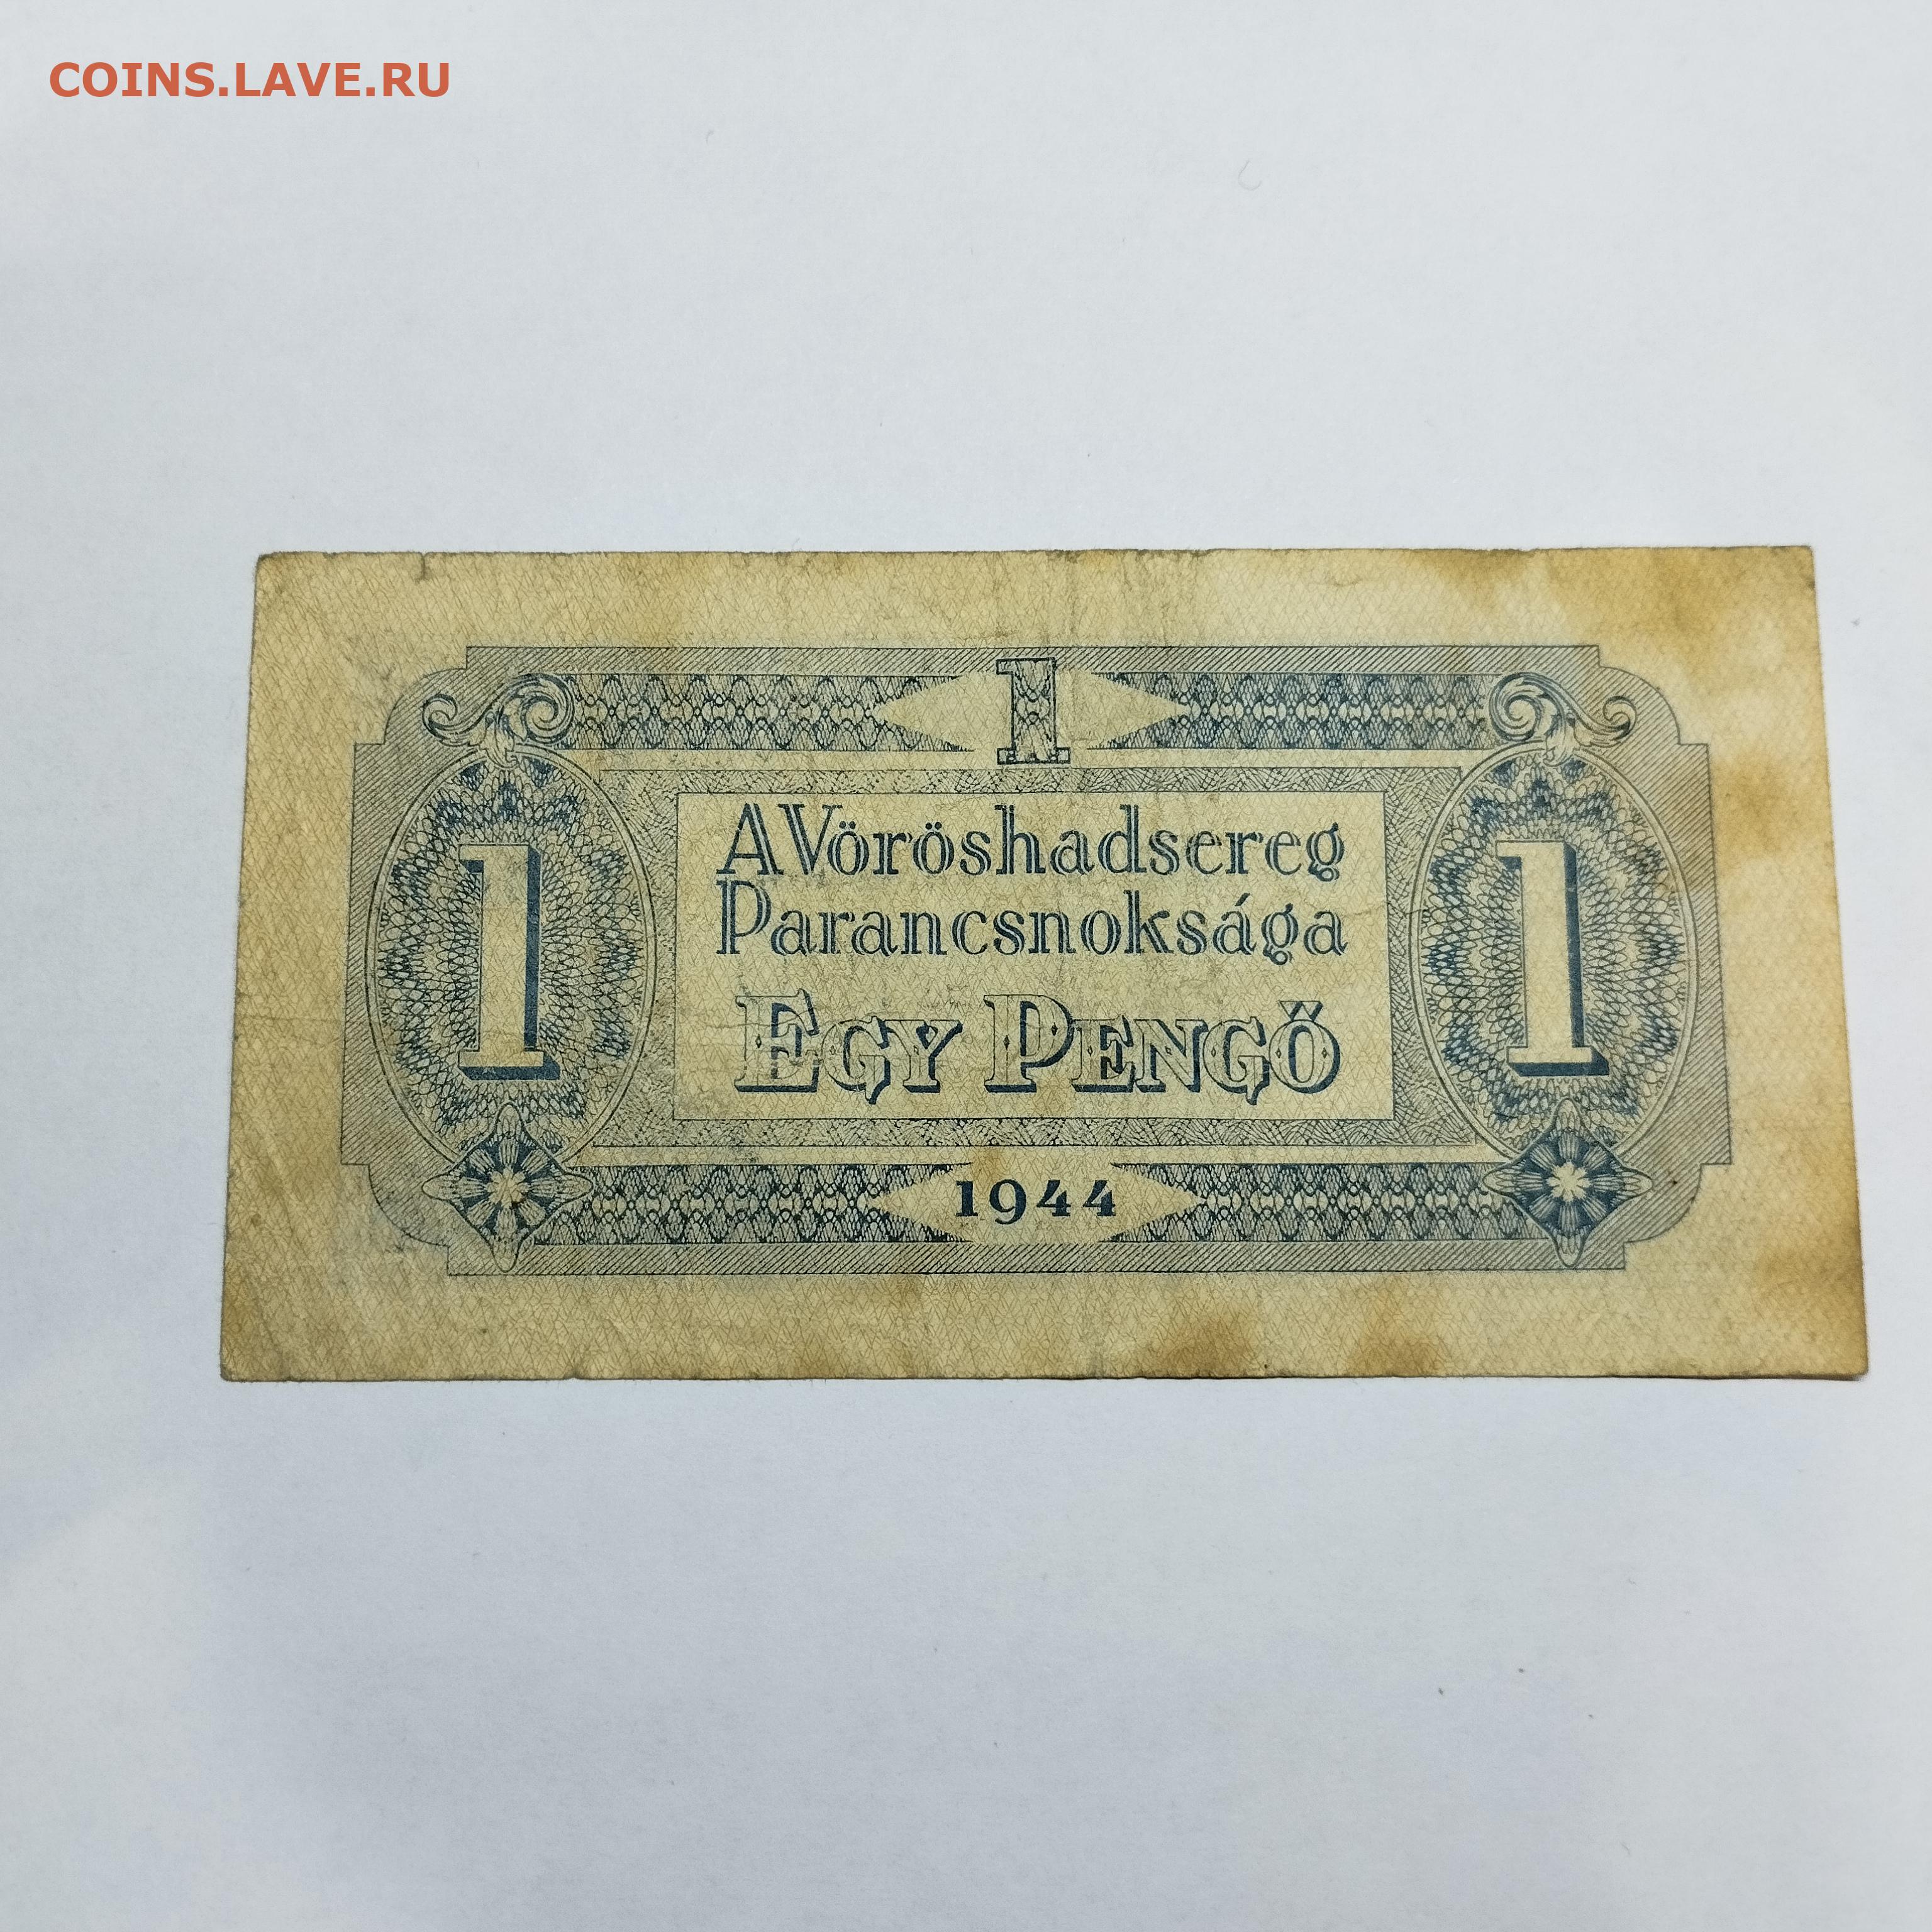 COINS.LAVE.RU
1
A Vöröshadsereg
Parancsnoksága
1 EGY PENGŐ 1
1944